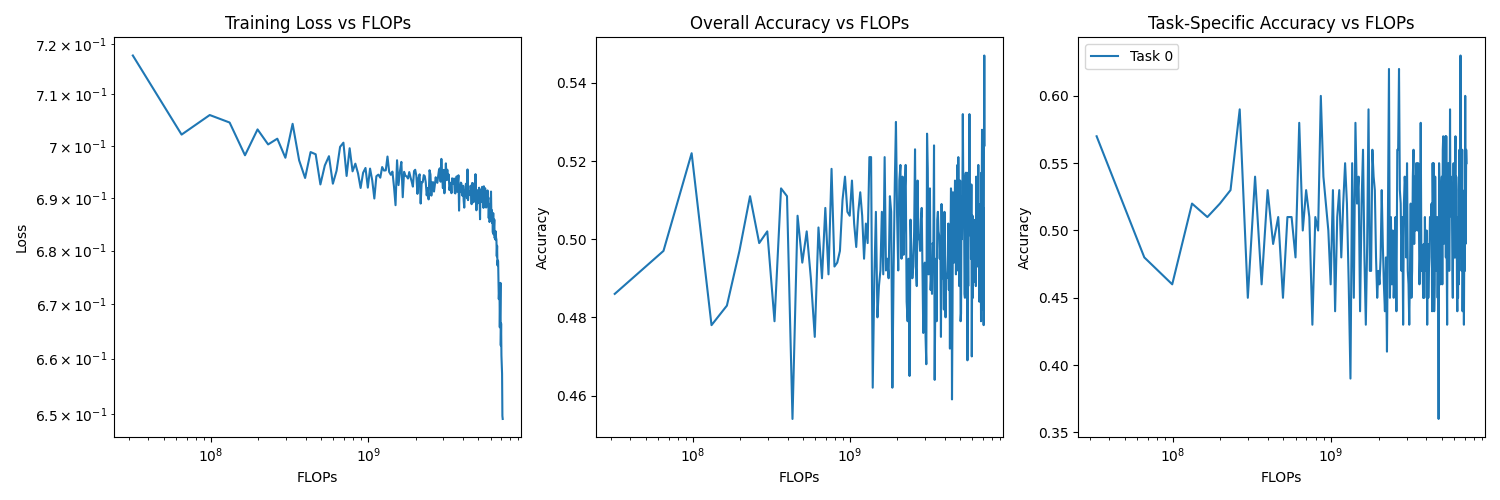 Training Loss vs FLOPs
7.2 × 10⁻¹
7.1 × 10⁻¹
7 × 10⁻¹
6.9 × 10⁻¹
6.8 × 10⁻¹
6.7 × 10⁻¹
6.6 × 10⁻¹
6.5 × 10⁻¹
Loss
10⁸ 10⁹
FLOPs
Overall Accuracy vs FLOPs
0.54
0.52
0.50
0.48
0.46
Accuracy
10⁸ 10⁹
FLOPs
Task-Specific Accuracy vs FLOPs
Task 0
0.60
0.55
0.50
0.45
0.40
0.35
Accuracy
10⁸ 10⁹
FLOPs